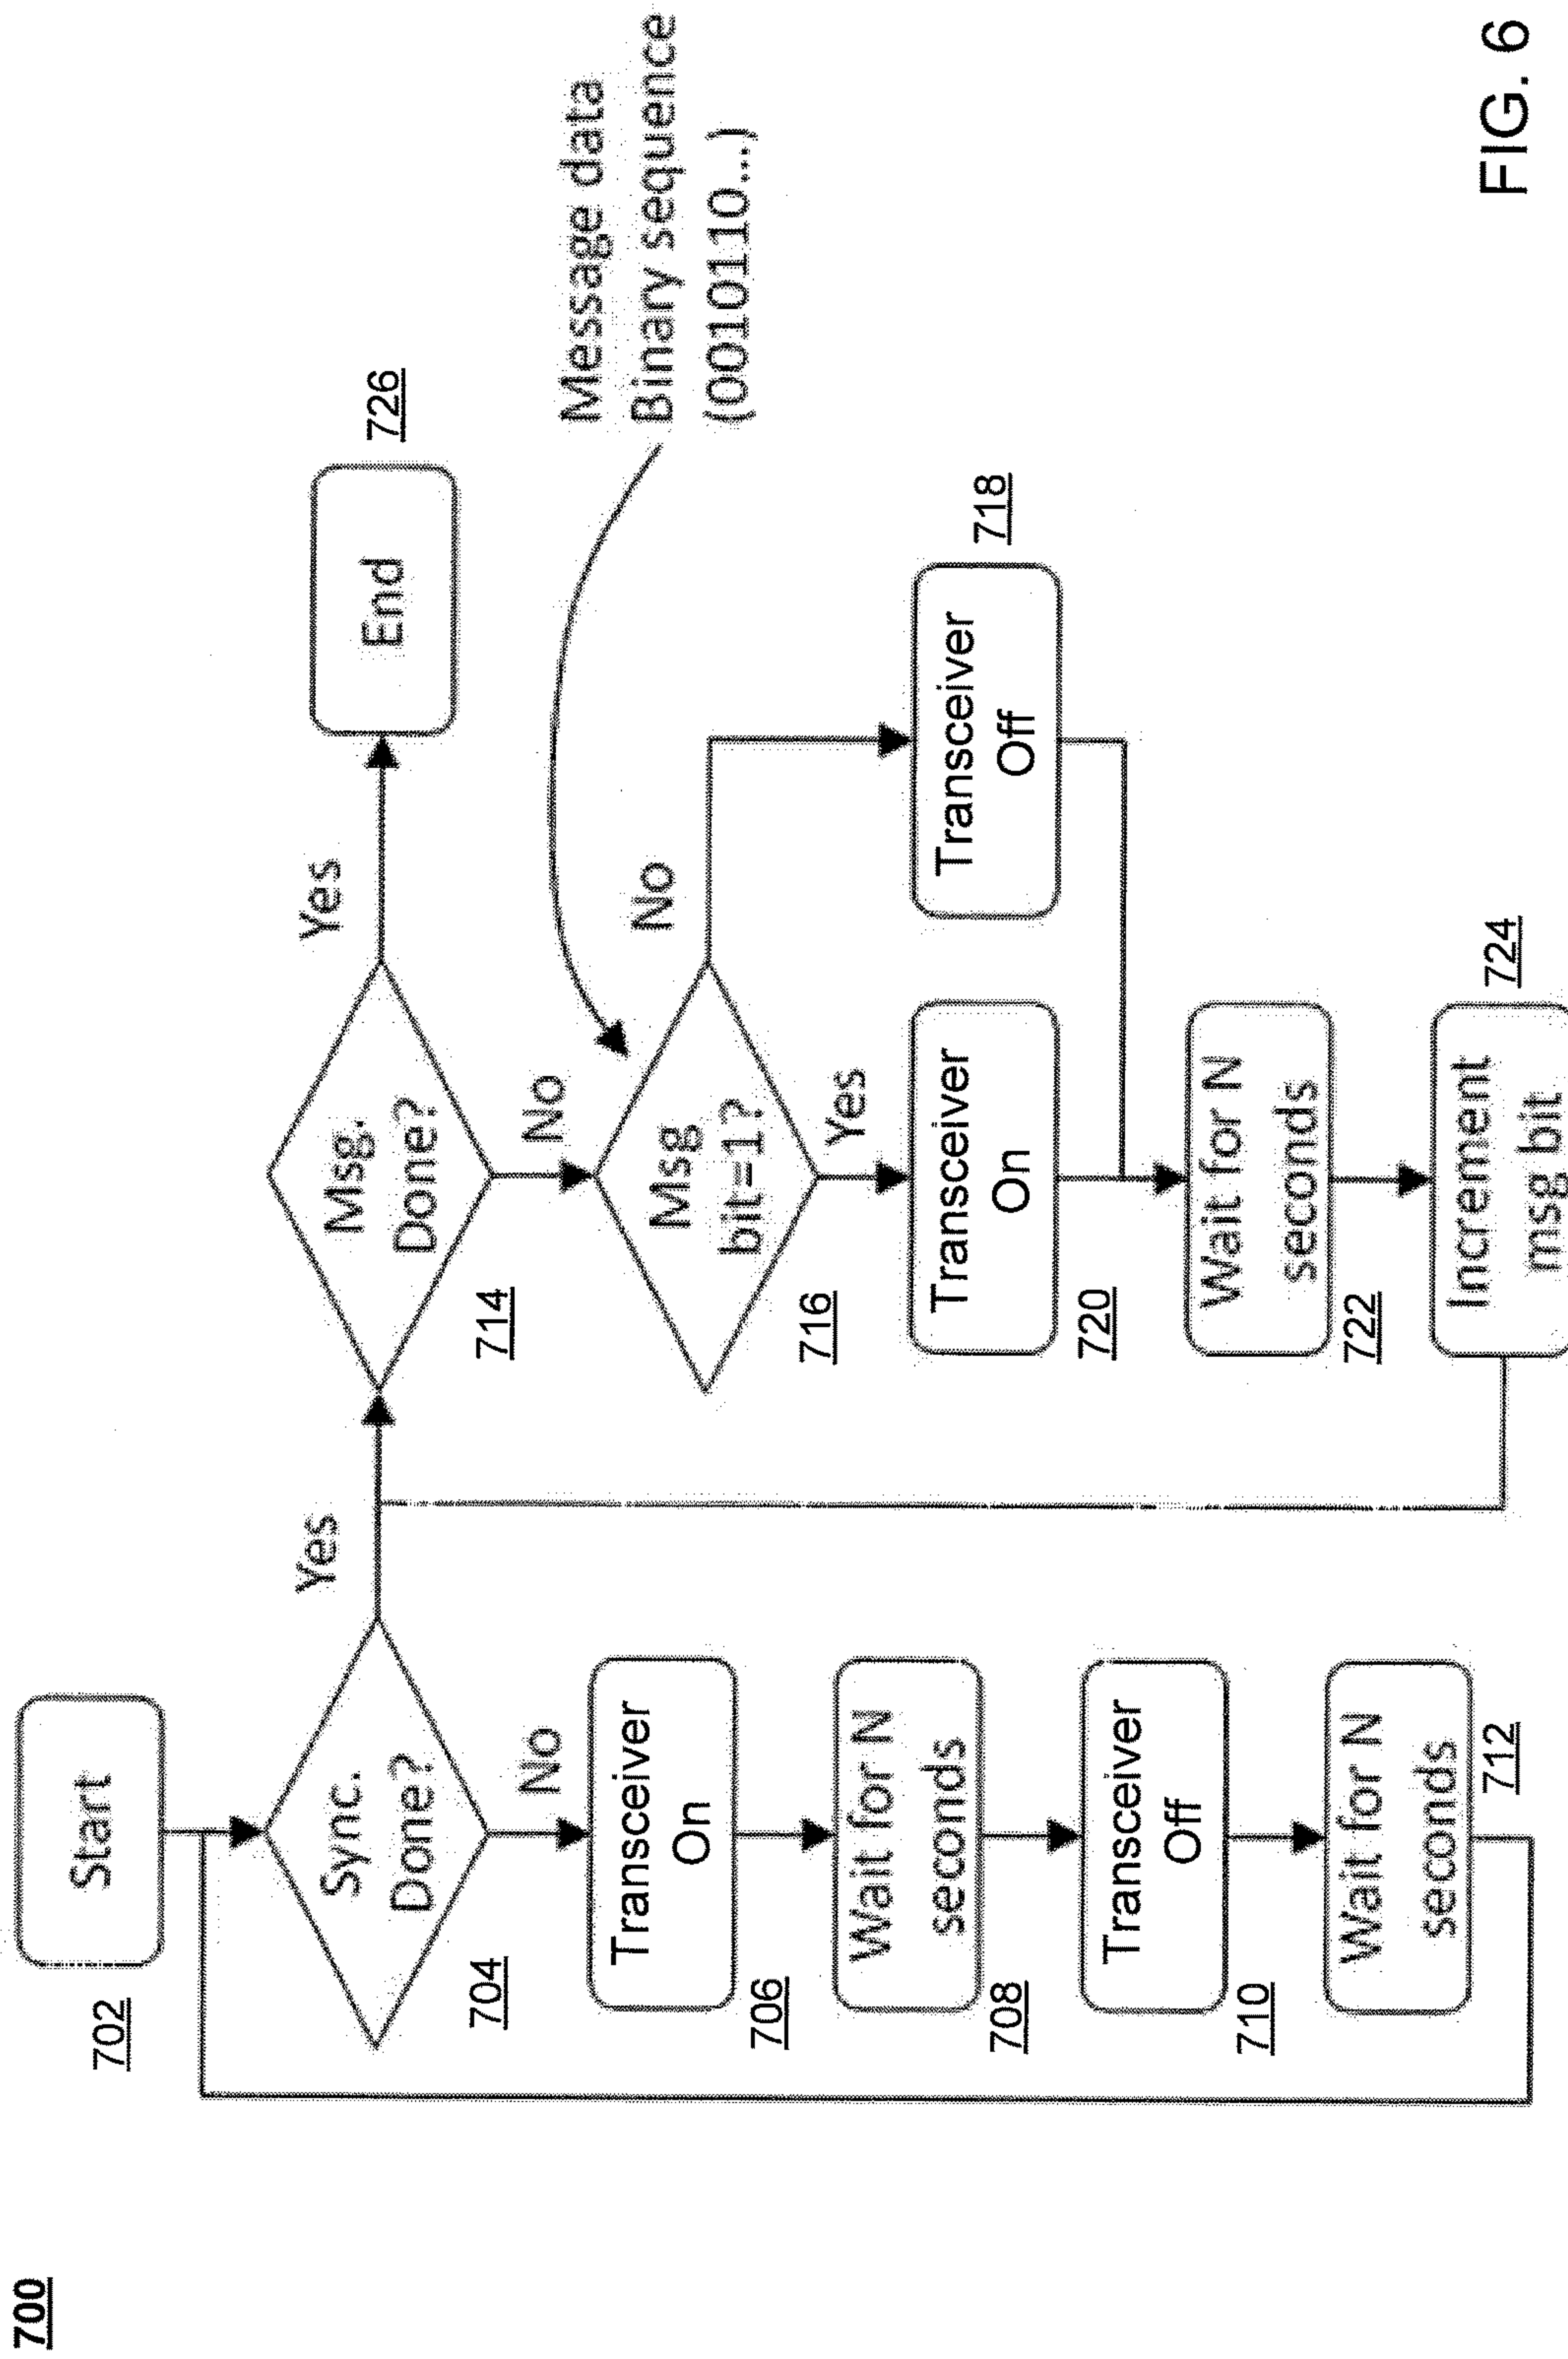 700
702
Start
Sync.
Done?
704
Yes
No
Transceiver
On
706
Wait for N
seconds
708
Transceiver
Off
710
Wait for N
seconds
712
Msg.
Done?
714
Yes
End
726
No
Msg
bit=1?
716
No
Message data
Binary sequence
(0010110...)
Yes
Transceiver
On
720
Transceiver
Off
718
Wait for N
seconds
722
Increment
msg bit
724
FIG. 6